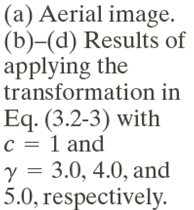 (a) Aerial image.
(b)–(d) Results of
applying the
transformation in
Eq. (3.2-3) with
c = 1 and
γ = 3.0, 4.0, and
5.0, respectively.